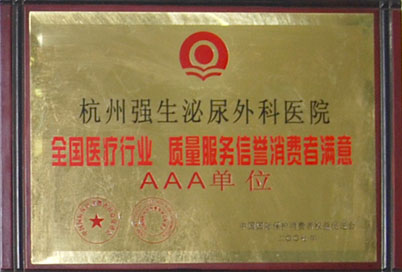 杭州强生泌尿外科医院
全国医疗行业 质量服务信誉消费者满意
AAA单位